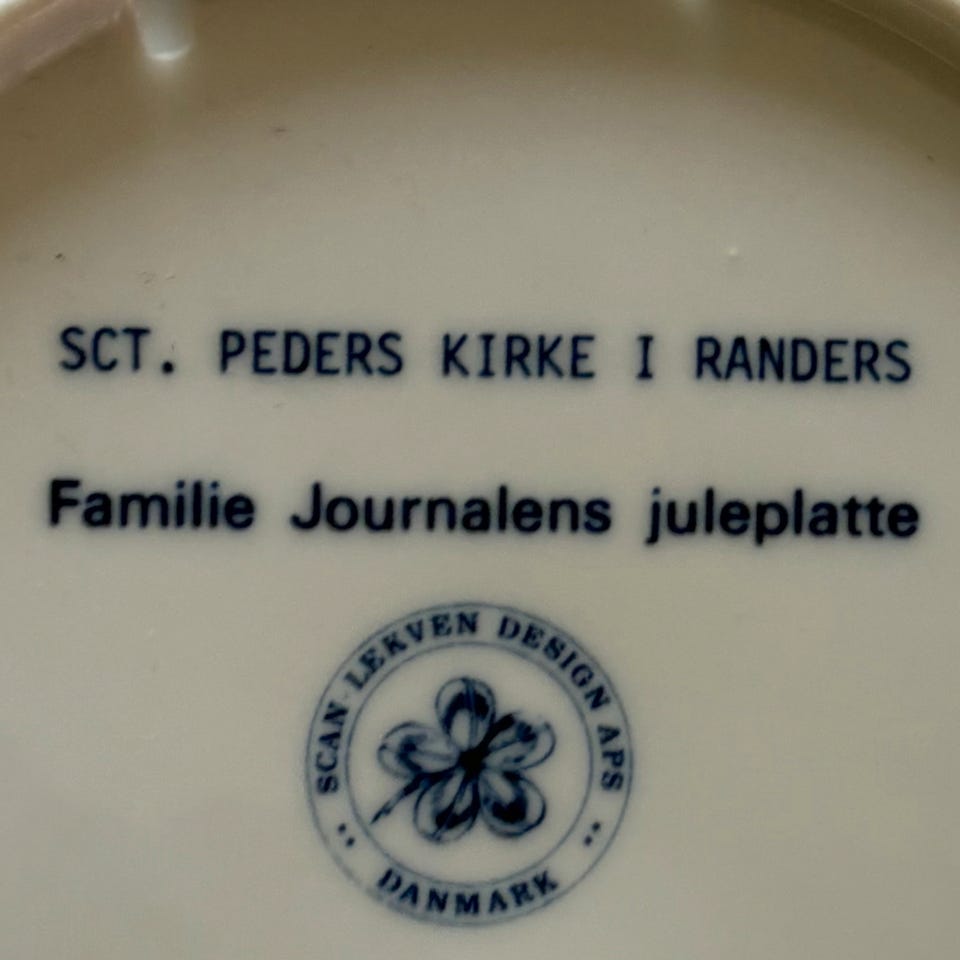 SCT. PEDERS KIRKE I RANDERS
Familie Journalens juleplatte
SCAN·LEKVEN DESIGN APS
DANMARK